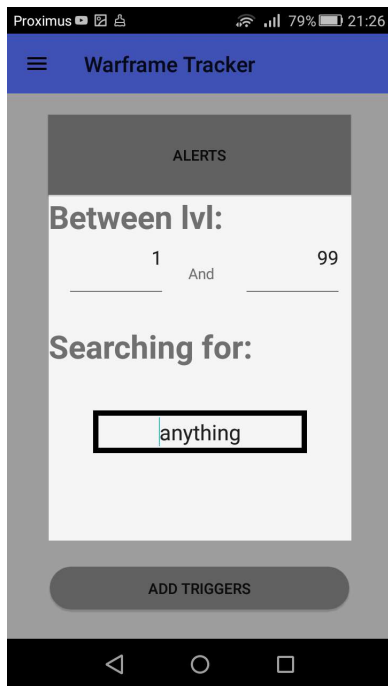 Proximus 79% 21:26
Warframe Tracker
ALERTS
Between lvl:
1 And 99
Searching for:
anything
ADD TRIGGERS